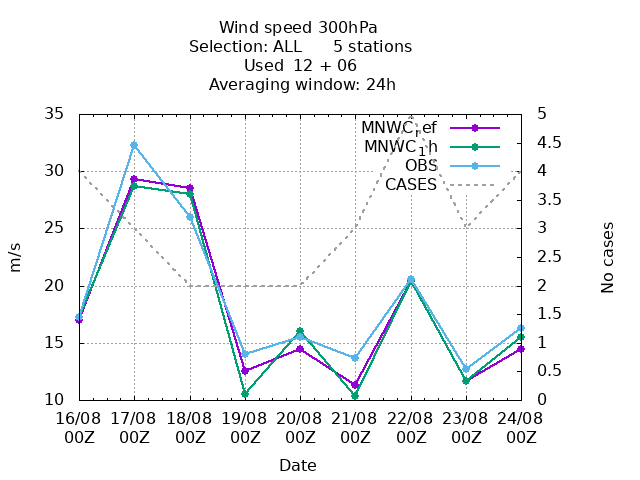 Wind speed 300hPa
Selection: ALL 5 stations
Used 12 + 06
Averaging window: 24h
35
30
25
20
15
10
m/s
5
4.5
4
3.5
3
2.5
2
1.5
1
0.5
0
No cases
MNWC_ref
MNWC_1h
OBS
CASES
16/08 17/08 18/08 19/08 20/08 21/08 22/08 23/08 24/08
00Z 00Z 00Z 00Z 00Z 00Z 00Z 00Z 00Z
Date